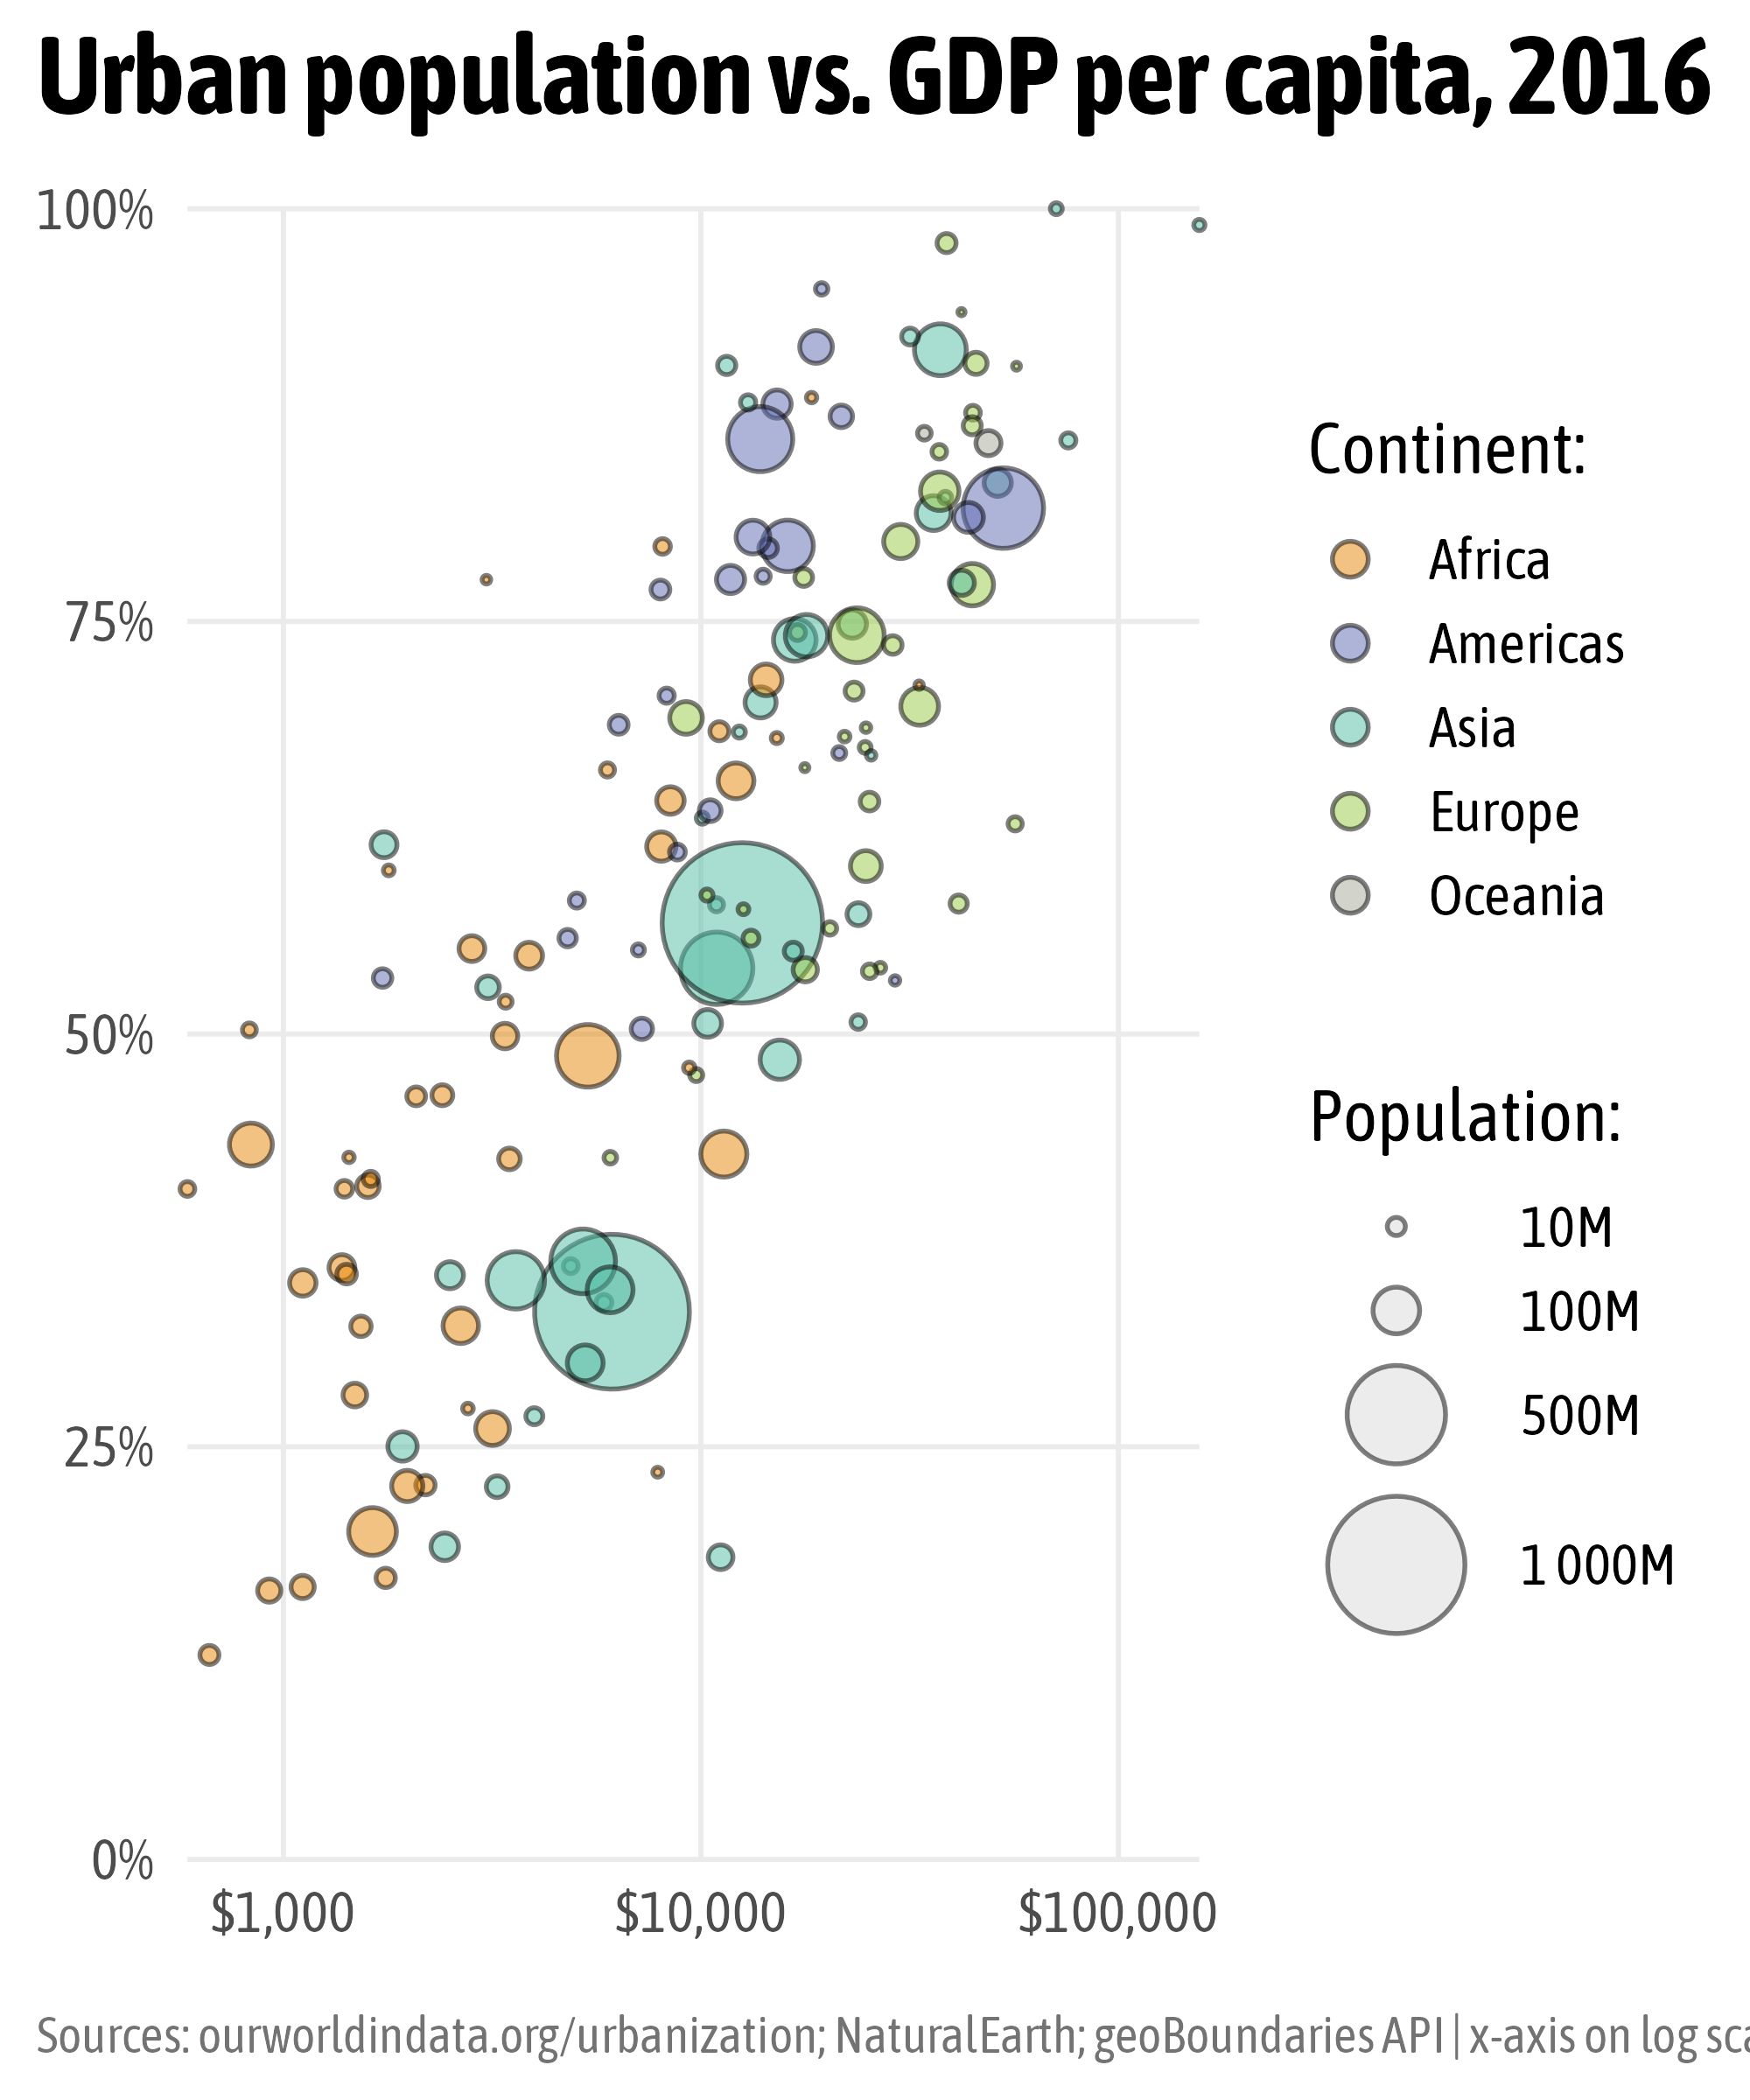 Urban population vs. GDP per capita, 2016
100%
75%
50%
25%
0%
$1,000 $10,000 $100,000
Continent:
Africa
Americas
Asia
Europe
Oceania
Population:
10M
100M
500M
1 000M
Sources: ourworldindata.org/urbanization; NaturalEarth; geoBoundaries API | x-axis on log